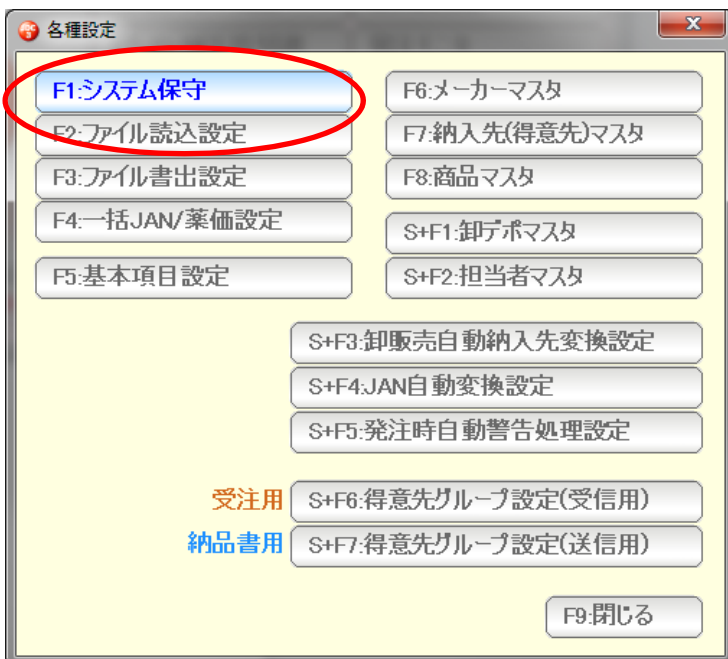 各種設定
F1:システム保守
F2:ファイル読込設定
F3:ファイル書出設定
F4:一括JAN/薬価設定
F5:基本項目設定
F6:メーカーマスタ
F7:納入先(得意先)マスタ
F8:商品マスタ
S+F1:卸デポマスタ
S+F2:担当者マスタ
S+F3:卸販売自動納入先変換設定
S+F4:JAN自動変換設定
S+F5:発注時自動警告処理設定
受注用 S+F6:得意先グループ設定(受信用)
納品書用 S+F7:得意先グループ設定(送信用)
F9:閉じる